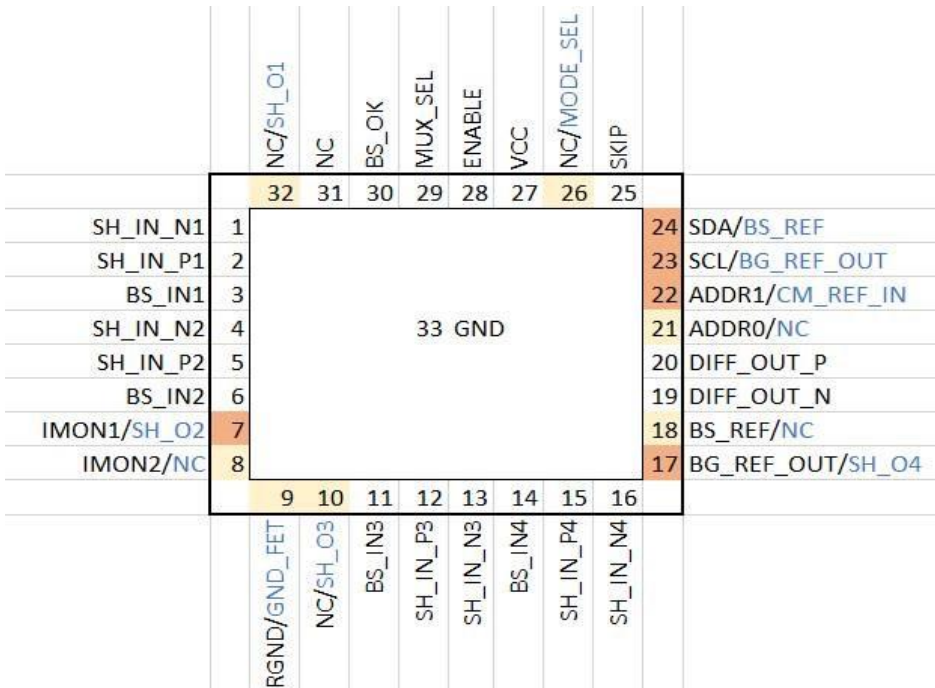 NC/SH_O1
NC
BS_OK
MUX_SEL
ENABLE
VCC
NC/MODE_SEL
SKIP
32 31 30 29 28 27 26 25
SH_IN_N1 1 24 SDA/BS_REF
SH_IN_P1 2 23 SCL/BG_REF_OUT
BS_IN1 3 22 ADDR1/CM_REF_IN
SH_IN_N2 4 33 GND 21 ADDR0/NC
SH_IN_P2 5 20 DIFF_OUT_P
BS_IN2 6 19 DIFF_OUT_N
IMON1/SH_O2 7 18 BS_REF/NC
IMON2/NC 8 17 BG_REF_OUT/SH_O4
9 10 11 12 13 14 15 16
RGND/GND_FET
NC/SH_O3
BS_IN3
SH_IN_P3
SH_IN_N3
BS_IN4
SH_IN_P4
SH_IN_N4